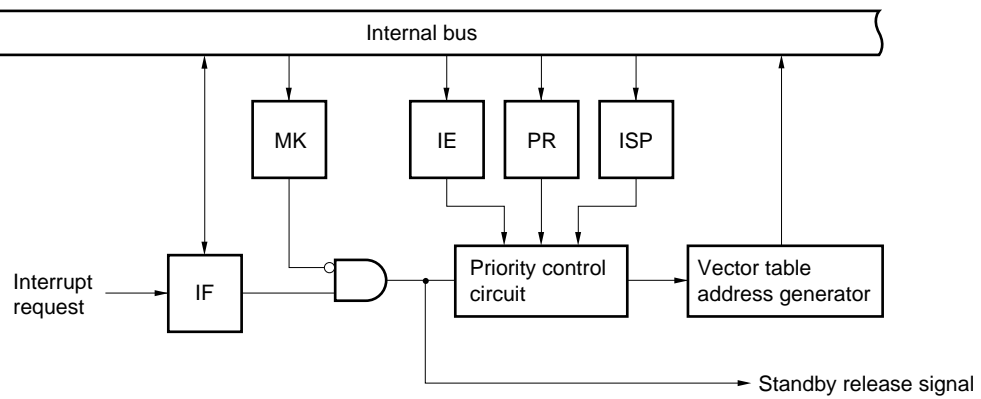 Internal bus
MK
IE
PR
ISP
Interrupt
request
IF
Priority control
circuit
Vector table
address generator
Standby release signal